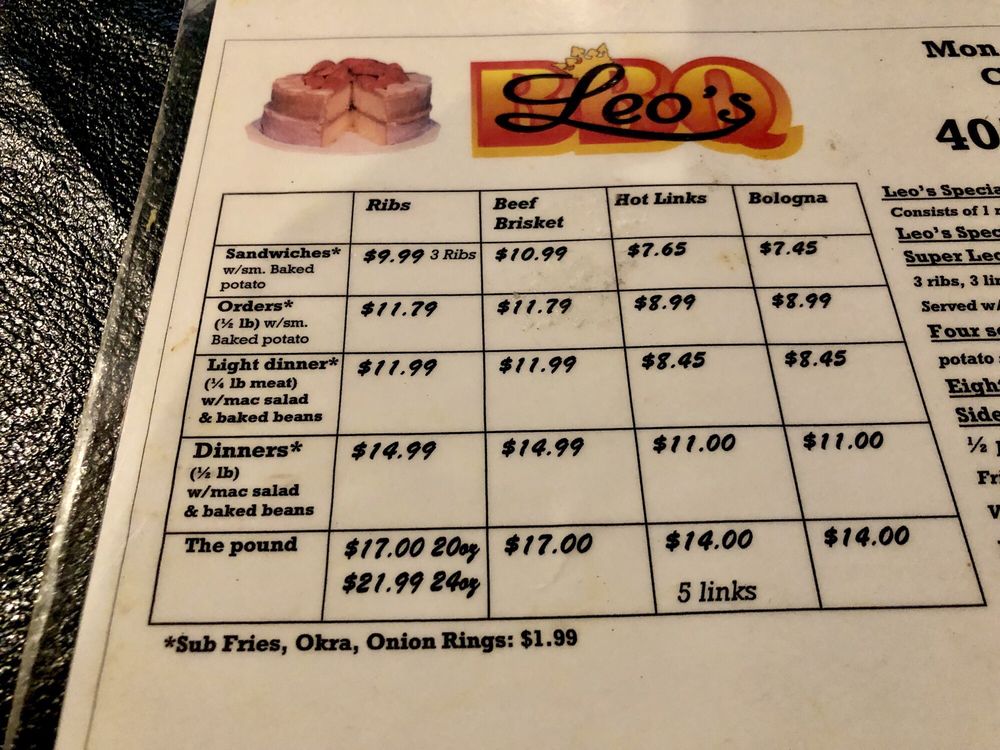 BBQ
Leo's
Ribs
Beef
Brisket
Hot Links
Bologna
Sandwiches*
w/sm. Baked
potato
$9.99 3 Ribs
$10.99
$7.65
$7.45
Orders*
(½ lb) w/sm.
Baked potato
$11.79
$11.79
$8.99
$8.99
Light dinner*
(¼ lb meat)
w/mac salad
& baked beans
$11.99
$11.99
$8.45
$8.45
Dinners*
(½ lb)
w/mac salad
& baked beans
$14.99
$14.99
$11.00
$11.00
The pound
$17.00 20oz
$21.99 24oz
$17.00
$14.00
5 links
$14.00
*Sub Fries, Okra, Onion Rings: $1.99
Mon
40
Leo's Specia
Consists of 1
Leo's Spec
Super Leo
3 ribs, 3 lin
Served w/
Four s
potato
Eigh
Side
½
Fri